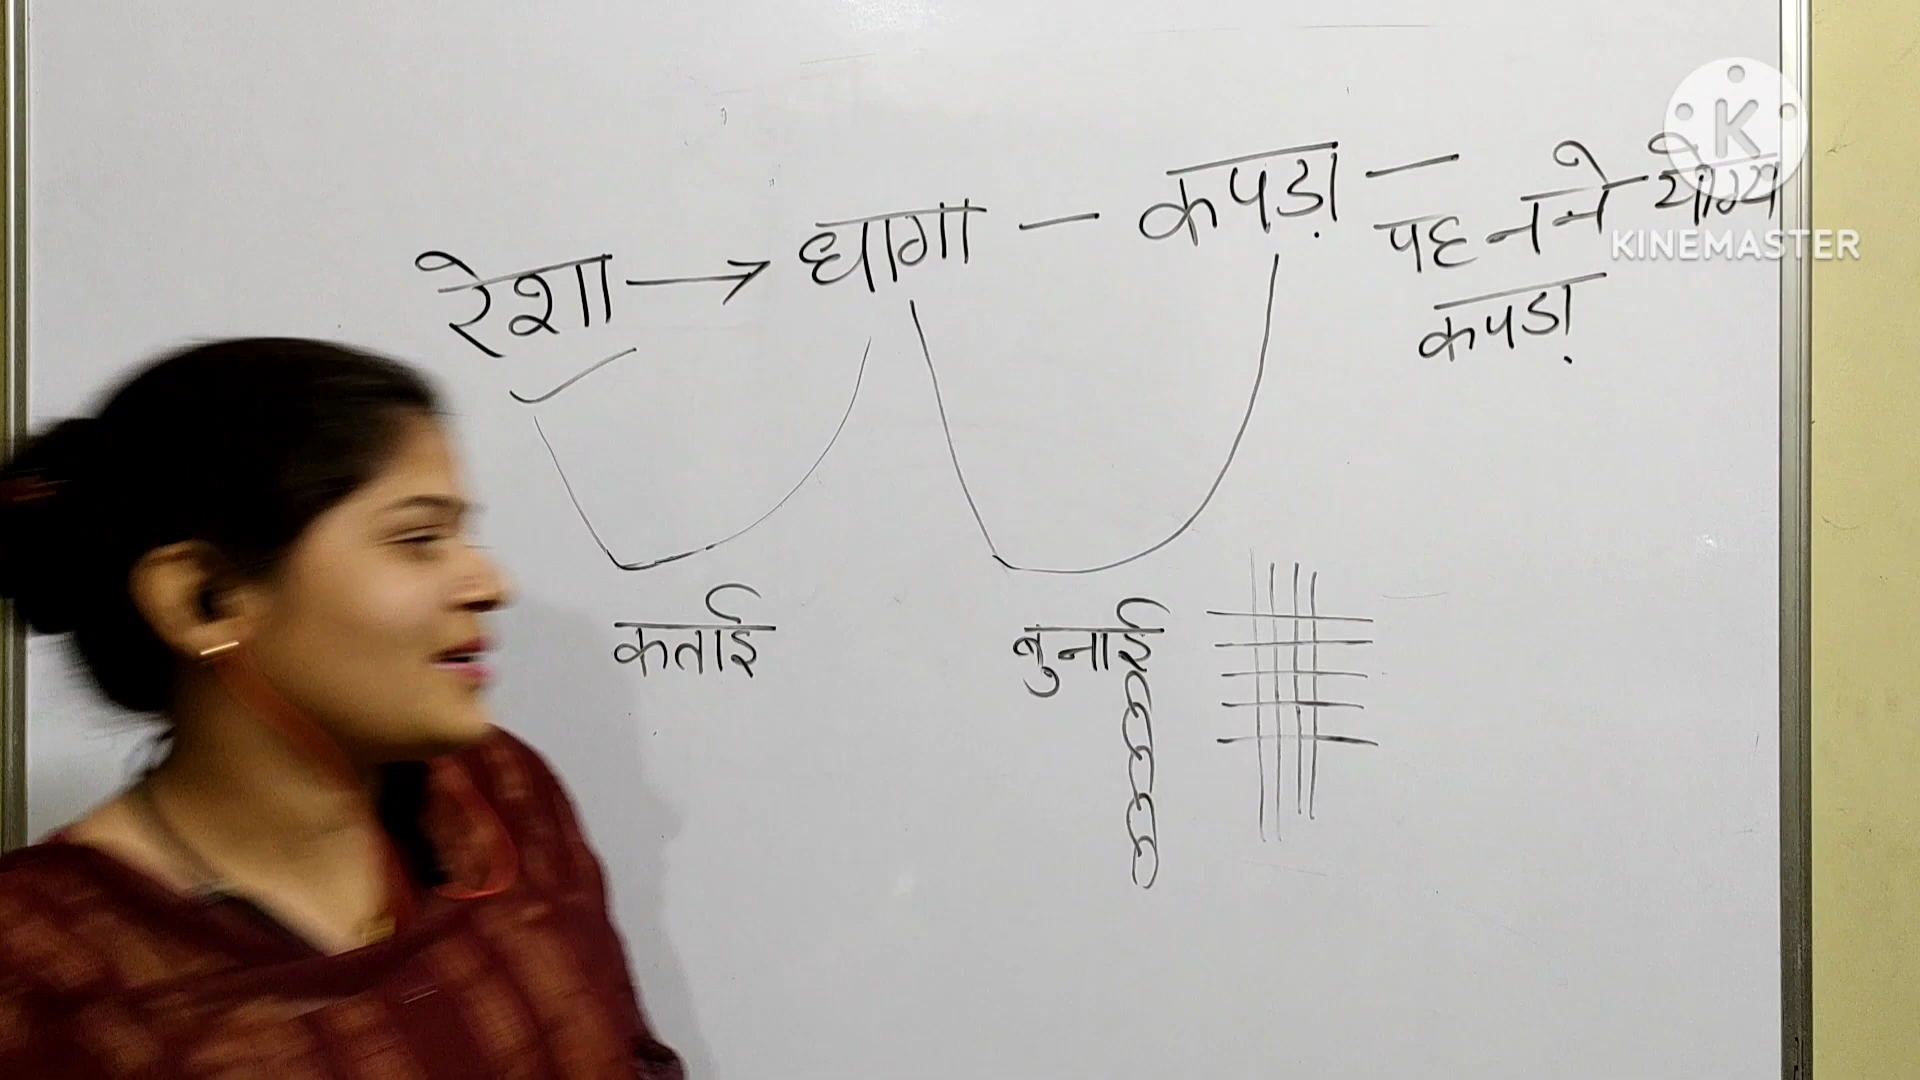 रेशा → धागा — कपड़ा — पहनने योग्य
कपड़ा
कताई
बुनाई
K
KINEMASTER